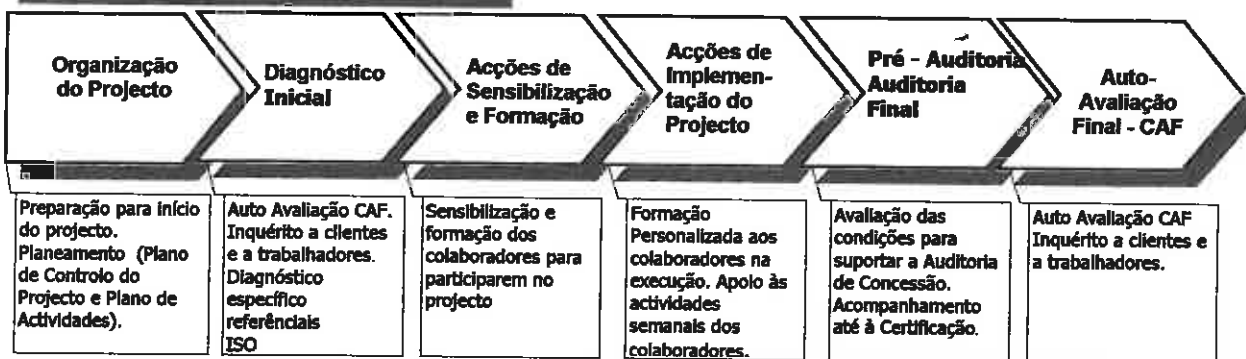 Organização
do Projecto
Diagnóstico
Inicial
Acções de
Sensibilização
e Formação
Acções de
Implemen-
tação do
Projecto
Pré - Auditoria
Auditoria
Final
Auto-
Avaliação
Final - CAF
Preparação para início
do projecto.
Planeamento (Plano
de Controlo do
Projecto e Plano de
Actividades).
Auto Avaliação CAF.
Inquérito a clientes
e a trabalhadores.
Diagnóstico
específico
referênciais
ISO
Sensibilização e
formação dos
colaboradores para
participarem no
projecto
Formação
Personalizada aos
colaboradores na
execução. Apoio às
actividades
semanais dos
colaboradores.
Avaliação das
condições para
suportar a Auditoria
de Concessão.
Acompanhamento
até à Certificação.
Auto Avaliação CAF
Inquérito a clientes e
a trabalhadores.